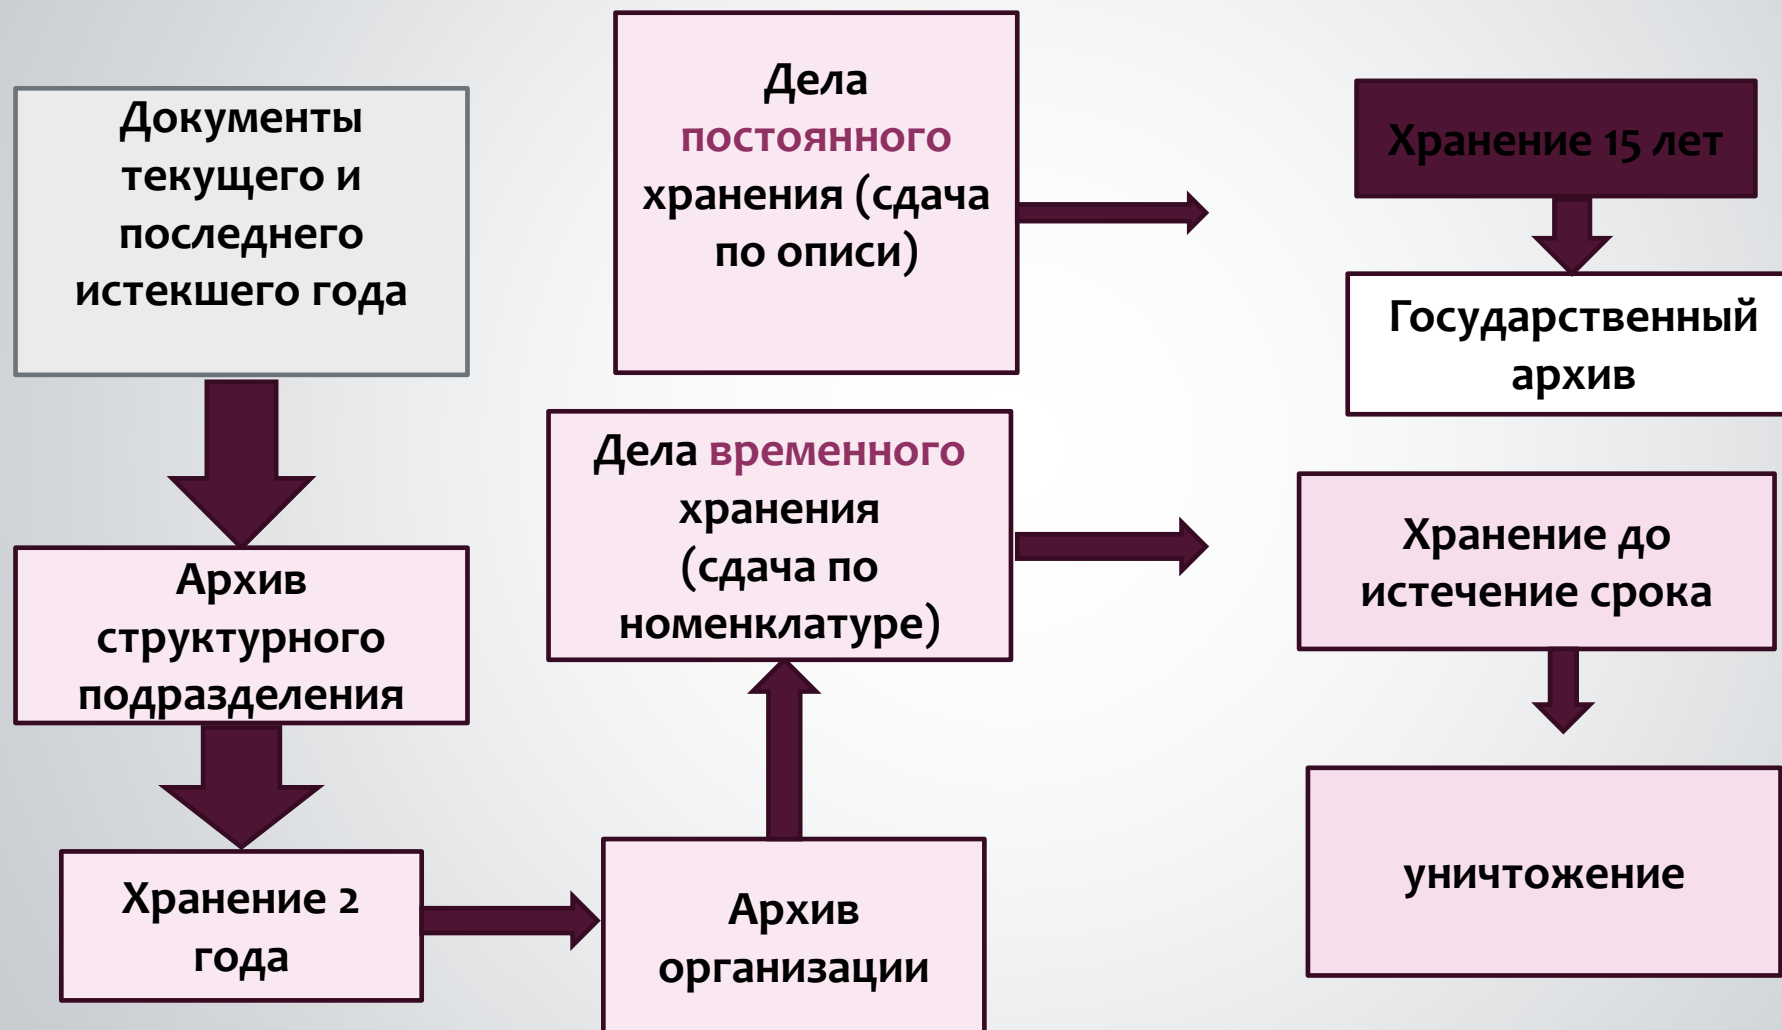 Документы
текущего и
последнего
истекшего года
Архив
структурного
подразделения
Хранение 2
года
Дела
постоянного
хранения (сдача
по описи)
Дела временного
хранения
(сдача по
номенклатуре)
Архив
организации
Хранение 15 лет
Государственный
архив
Хранение до
истечение срока
уничтожение